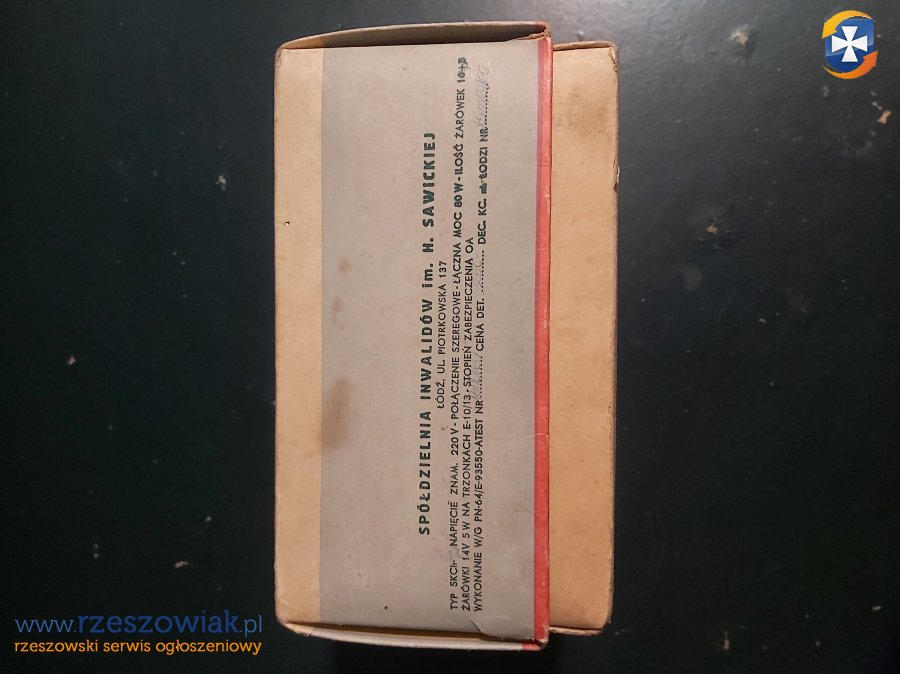 SPÓŁDZIELNIA INWALIDÓW im. H. SAWICKIEJ
ŁÓDŹ, UL. PIOTRKOWSKA 137
TYP SKCH- NAPIĘCIE ZNAM. 220 V - POŁĄCZENIE SZEREGOWE - ŁĄCZNA MOC 80 W - ILOŚĆ ŻARÓWEK 16
ŻARÓWKI 14V 5 W NA TRZONKACH E-10/13 - STOPIEŃ ZABEZPIECZENIA OA
WYKONANIE W/G PN-64/E-93550-ATEST NR CENA DET. DEC. KC. ŁODZI NR
www.rzeszowiak.pl
rzeszowski serwis ogłoszeniowy